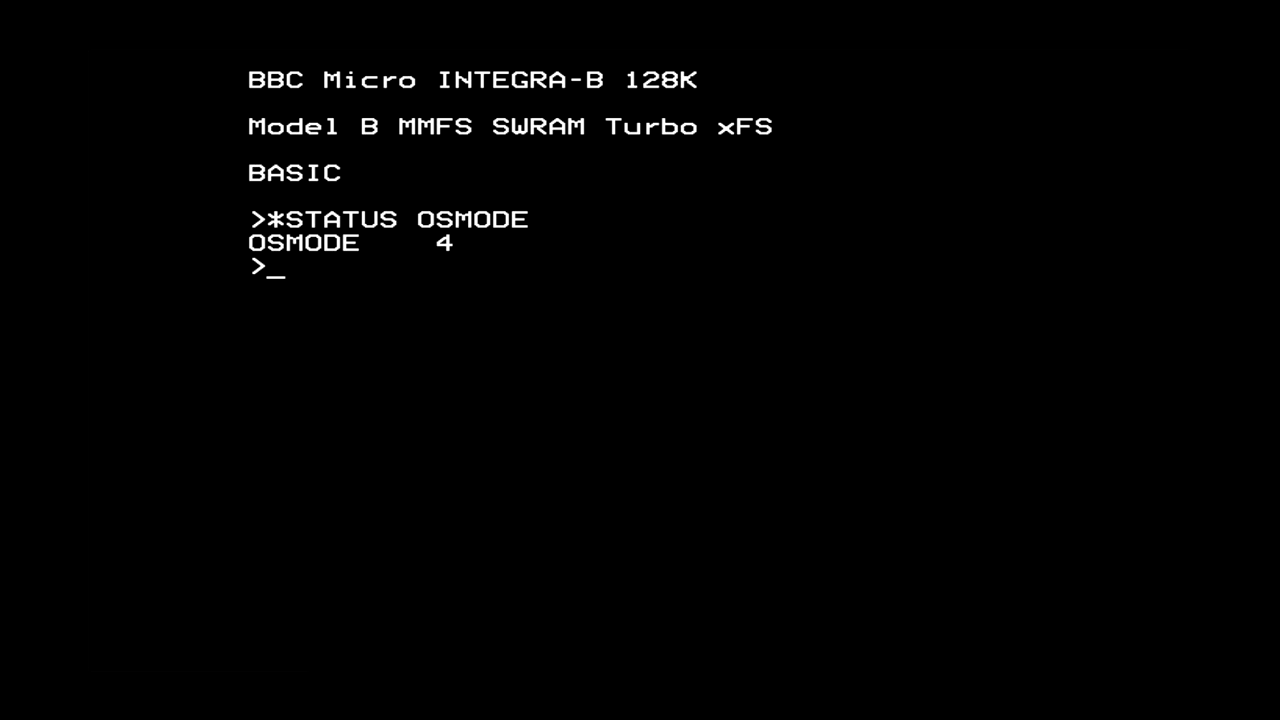 BBC Micro INTEGRA-B 128K
Model B MMFS SWRAM Turbo xFS
BASIC
>*STATUS OSMODE
OSMODE    4
>_